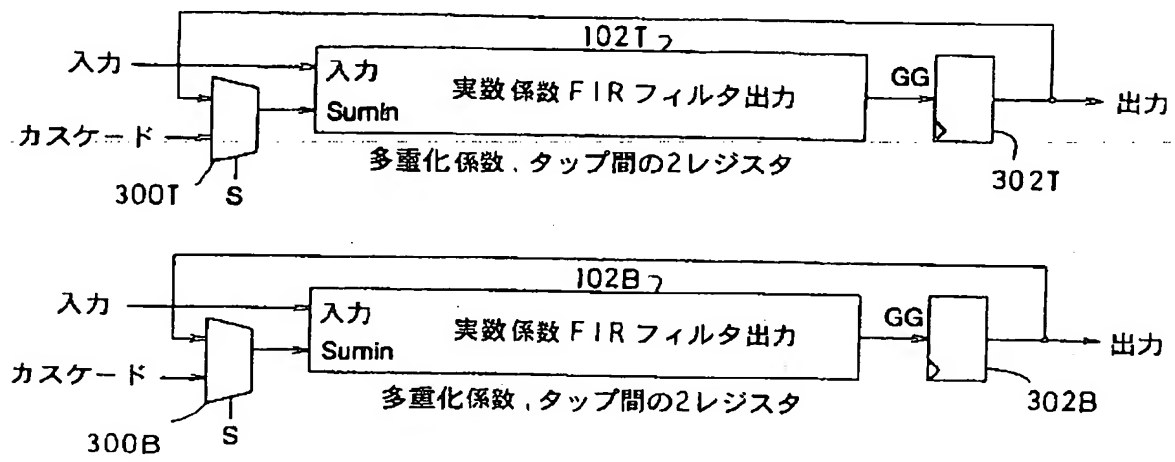 102T
入力
入力
GG
実数係数FIRフィルタ出力
出力
SumIn
カスケード
多重化係数、タップ間の2レジスタ
302T
300T
S
102B
入力
入力
GG
実数係数FIRフィルタ出力
出力
Sumin
カスケード
多重化係数、タップ間の2レジスタ
302B
300B
S